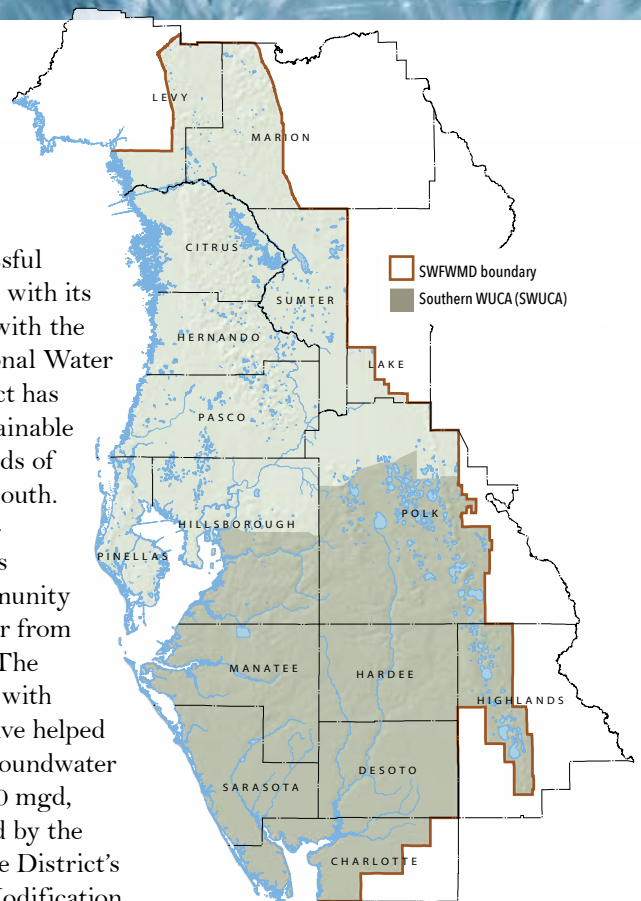 LEVY
MARION
CITRUS
SUMTER
HERNANDO
LAKE
PASCO
POLK
HILLSBOROUGH
PINELLAS
MANATEE
HARDEE
HIGHLANDS
DESOTO
SARASOTA
CHARLOTTE
SWFWMD boundary
Southern WUCA (SWUCA)
with its
with the
onal Water
ct has
ainable
ds of
outh.
munity
r from
The
with
ve helped
oundwater
0 mgd,
d by the
e District's
odification